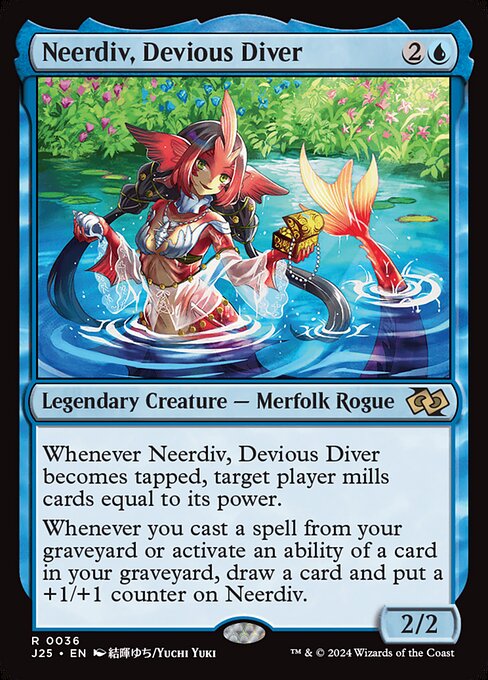 Neerdiv, Devious Diver 2
Legendary Creature — Merfolk Rogue
Whenever Neerdiv, Devious Diver
becomes tapped, target player mills
cards equal to its power.
Whenever you cast a spell from your
graveyard or activate an ability of a card
in your graveyard, draw a card and put a
+1/+1 counter on Neerdiv.
2/2
R 0036
J25 • EN 結暉ゆち/Yuchi Yuki
™ & © 2024 Wizards of the Coast